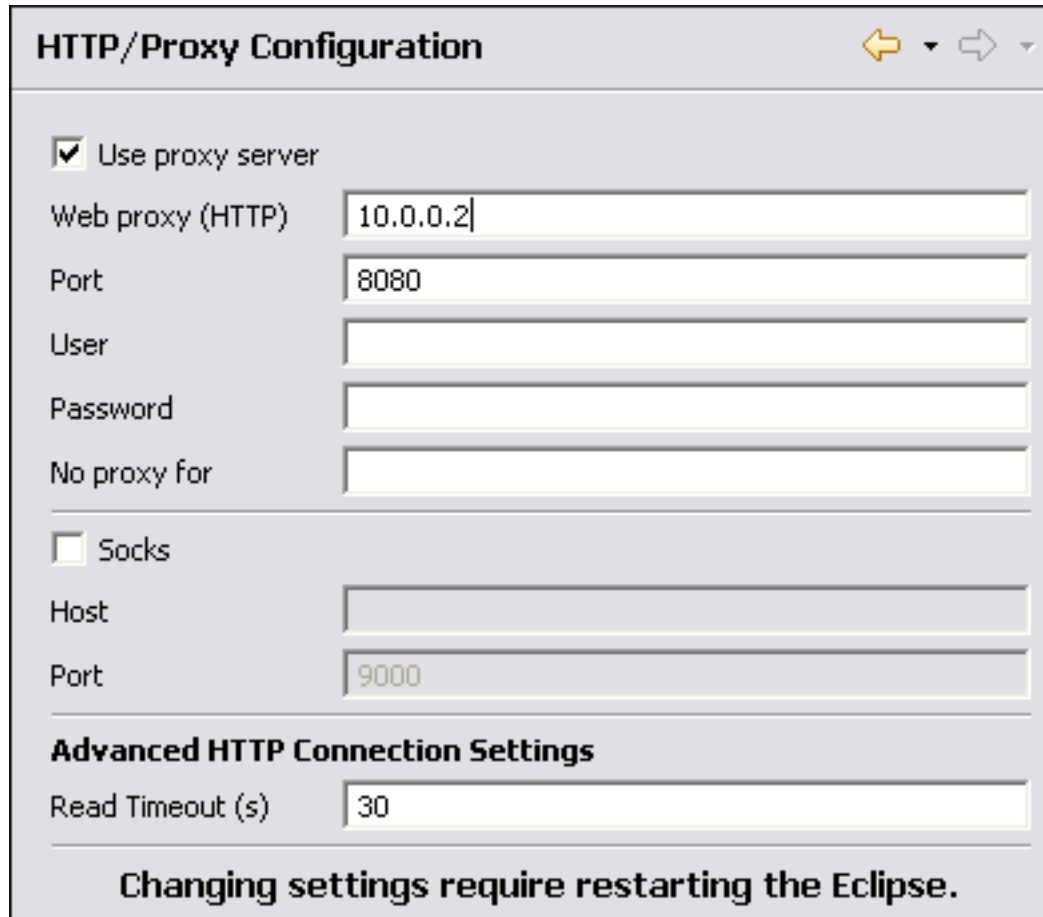 HTTP/Proxy Configuration
Use proxy server
Web proxy (HTTP) 10.0.0.2
Port 8080
User
Password
No proxy for
Socks
Host
Port 9000
Advanced HTTP Connection Settings
Read Timeout (s) 30
Changing settings require restarting the Eclipse.